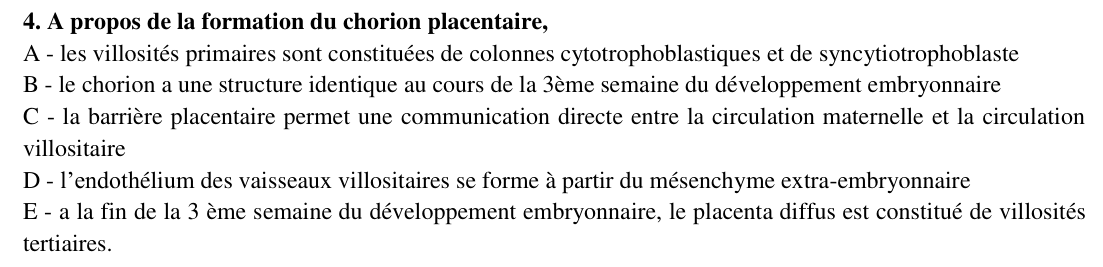 4. A propos de la formation du chorion placentaire,
A - les villosités primaires sont constituées de colonnes cytotrophoblastiques et de syncytiotrophoblaste
B - le chorion a une structure identique au cours de la 3ème semaine du développement embryonnaire
C - la barrière placentaire permet une communication directe entre la circulation maternelle et la circulation
villositaire
D - l’endothélium des vaisseaux villositaires se forme à partir du mésenchyme extra-embryonnaire
E - a la fin de la 3 ème semaine du développement embryonnaire, le placenta diffus est constitué de villosités
tertiaires.